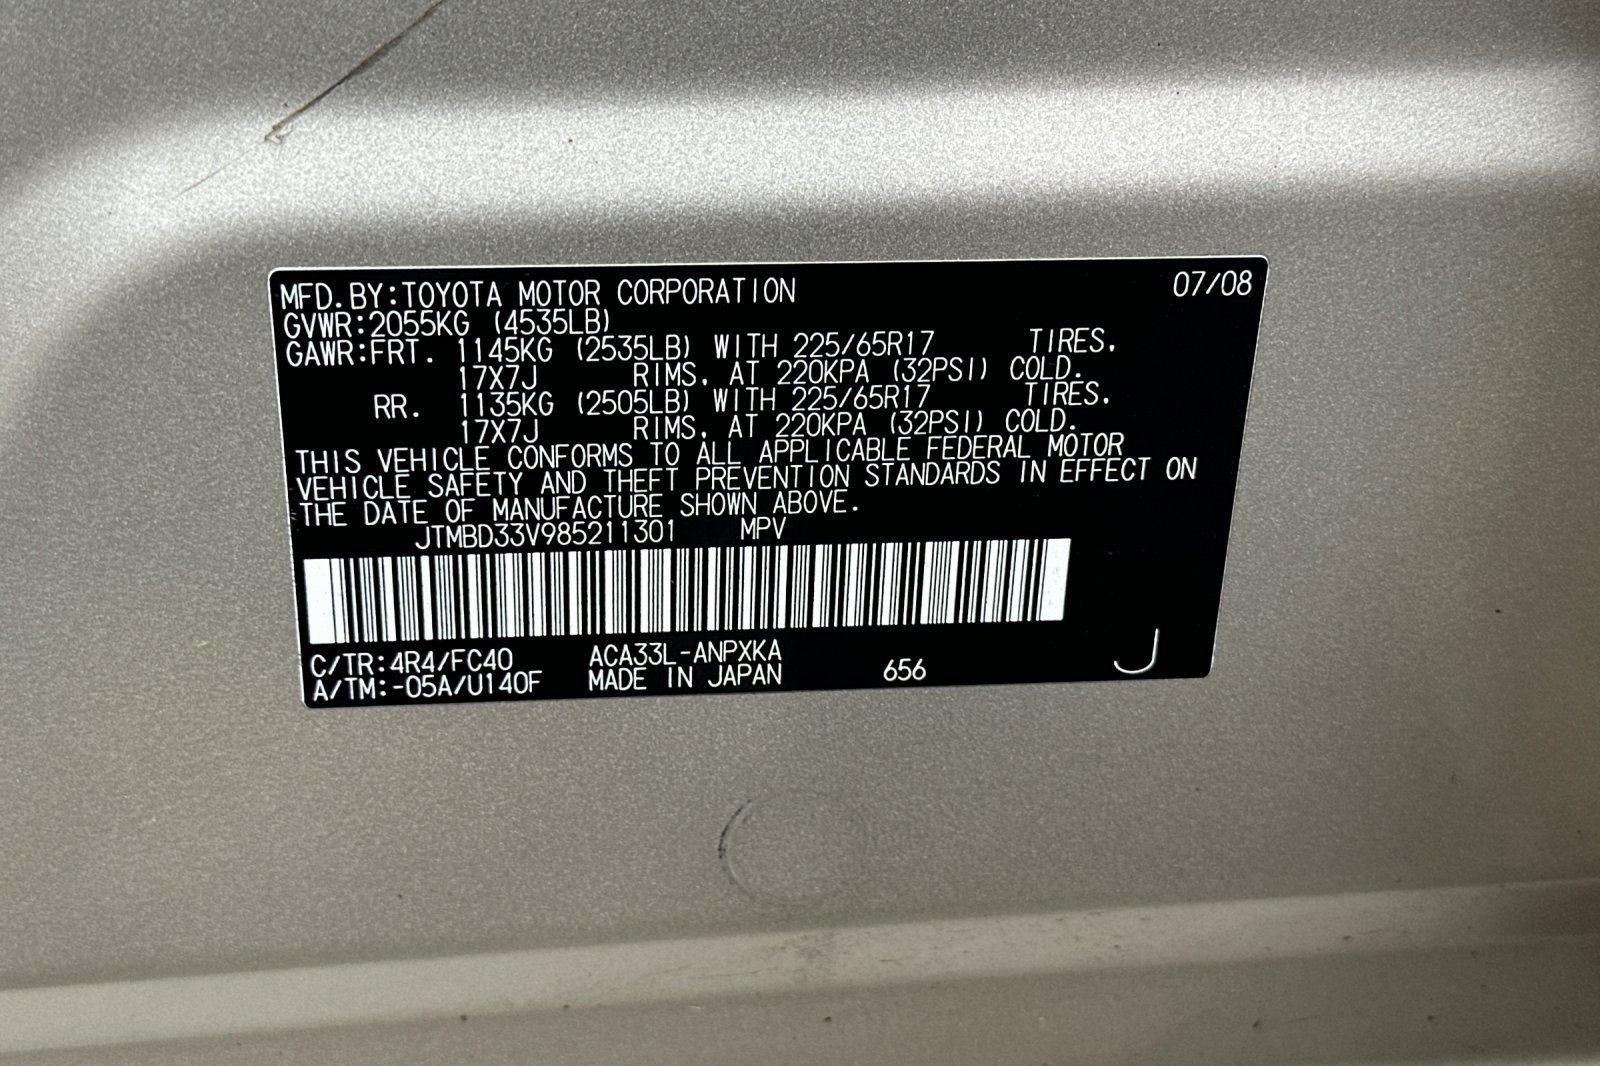 MFD.BY:TOYOTA MOTOR CORPORATION 07/08
GVWR:2055KG (4535LB)
GAWR:FRT. 1145KG (2535LB) WITH 225/65R17 TIRES,
17X7J RIMS, AT 220KPA (32PSI) COLD.
RR. 1135KG (2505LB) WITH 225/65R17 TIRES,
17X7J RIMS, AT 220KPA (32PSI) COLD.
THIS VEHICLE CONFORMS TO ALL APPLICABLE FEDERAL MOTOR
VEHICLE SAFETY AND THEFT PREVENTION STANDARDS IN EFFECT ON
THE DATE OF MANUFACTURE SHOWN ABOVE.
JTMBD33V985211301 MPV
C/TR:4R4/FC40 ACA33L-ANPXKA
A/TM:-05A/U140F MADE IN JAPAN 656 J